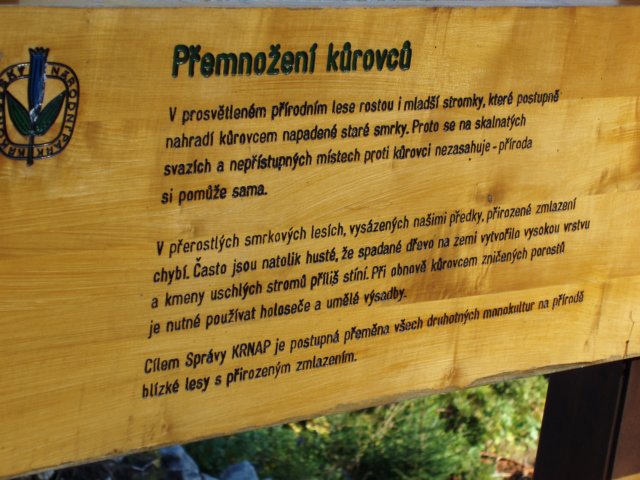 KRKONOŠSKÝ NÁRODNÍ PARK
Přemnožení kůrovců
V prosvětleném přírodním lese rostou i mladší stromky, které postupně
nahradí kůrovcem napadené staré smrky. Proto se na skalnatých
svazích a nepřístupných místech proti kůrovci nezasahuje - příroda
si pomůže sama.
V přerostlých smrkových lesích, vysázených našimi předky, přirozené zmlazení
chybí. Často jsou natolik husté, že spadané dřevo na zemi vytvořilo vysokou vrstvu
a kmeny uschlých stromů příliš stíní. Při obnově kůrovcem zničených porostů
je nutné používat holoseče a umělé výsadby.
Cílem Správy KRNAP je postupná přeměna všech druhotných monokultur na přírodě
blízké lesy s přirozeným zmlazením.